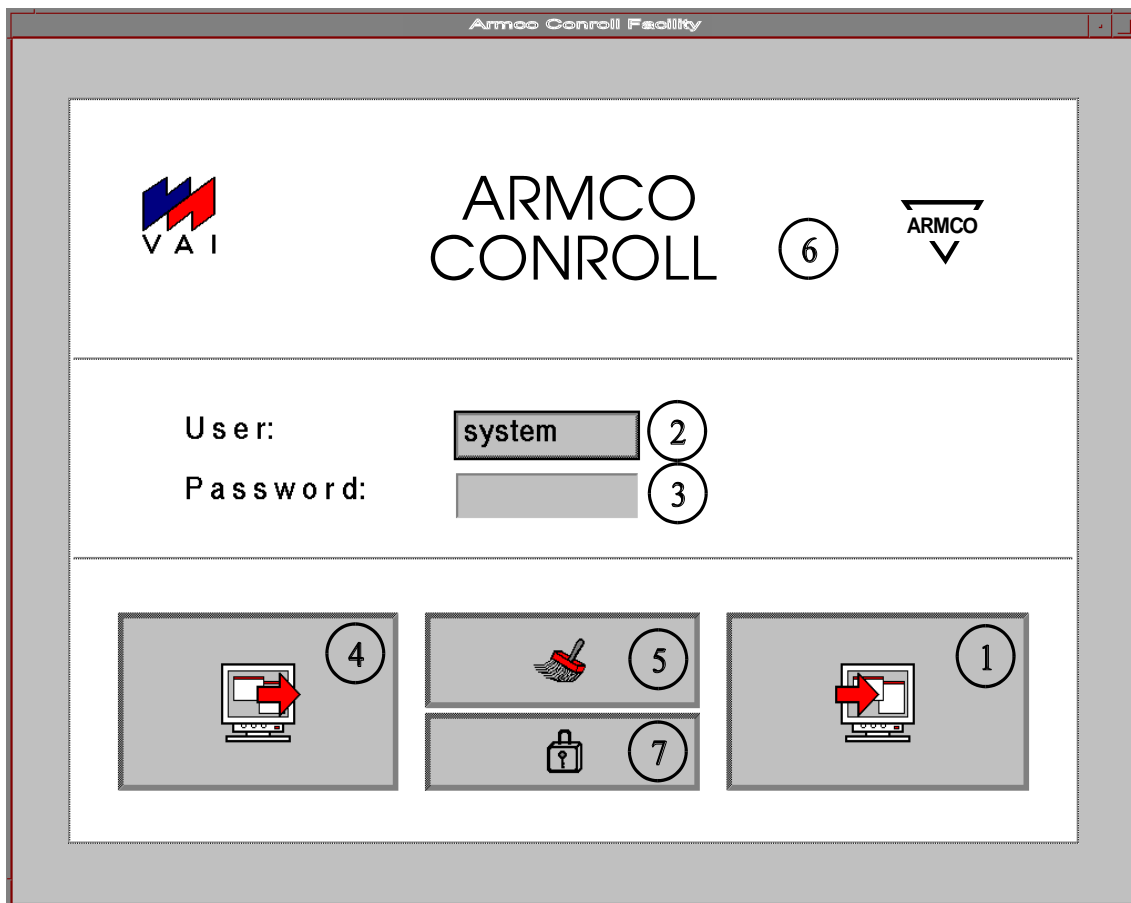 Armco Conroll Facility
VAI
ARMCO
CONROLL
6
ARMCO
User:
system
2
Password:
3
4
5
1
7